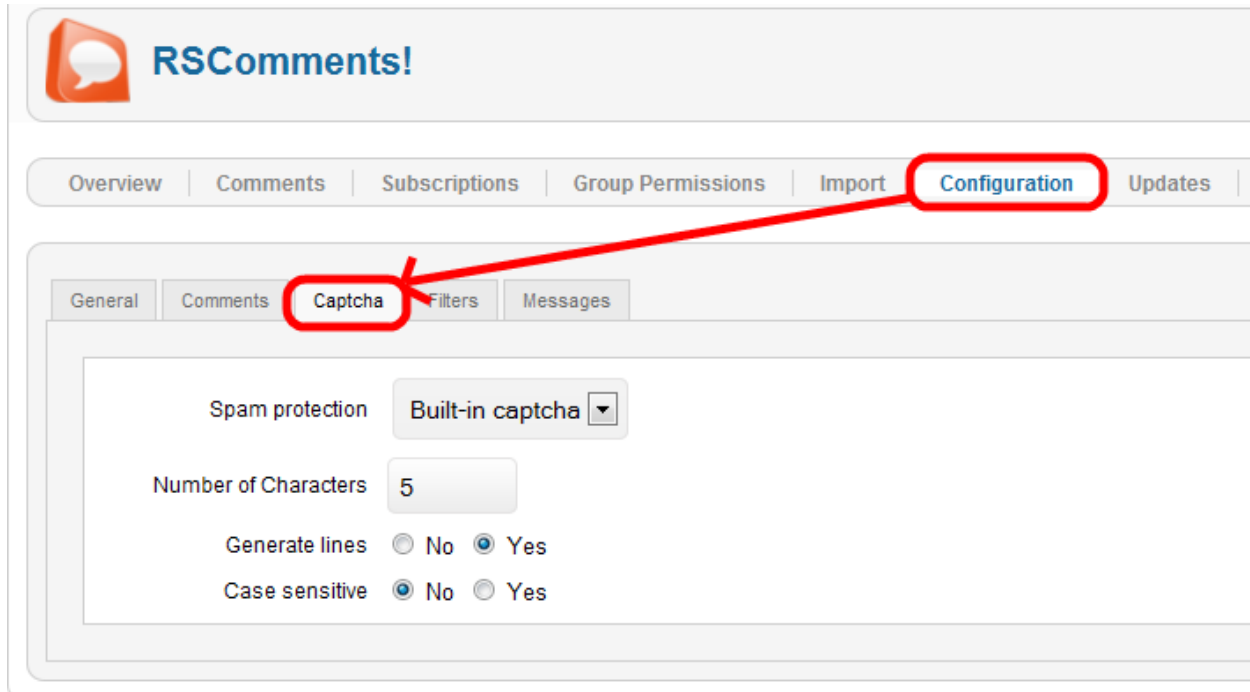 RSComments!
Overview Comments Subscriptions Group Permissions Import Configuration Updates
General Comments Captcha Filters Messages
Spam protection Built-in captcha
Number of Characters 5
Generate lines No Yes
Case sensitive No Yes